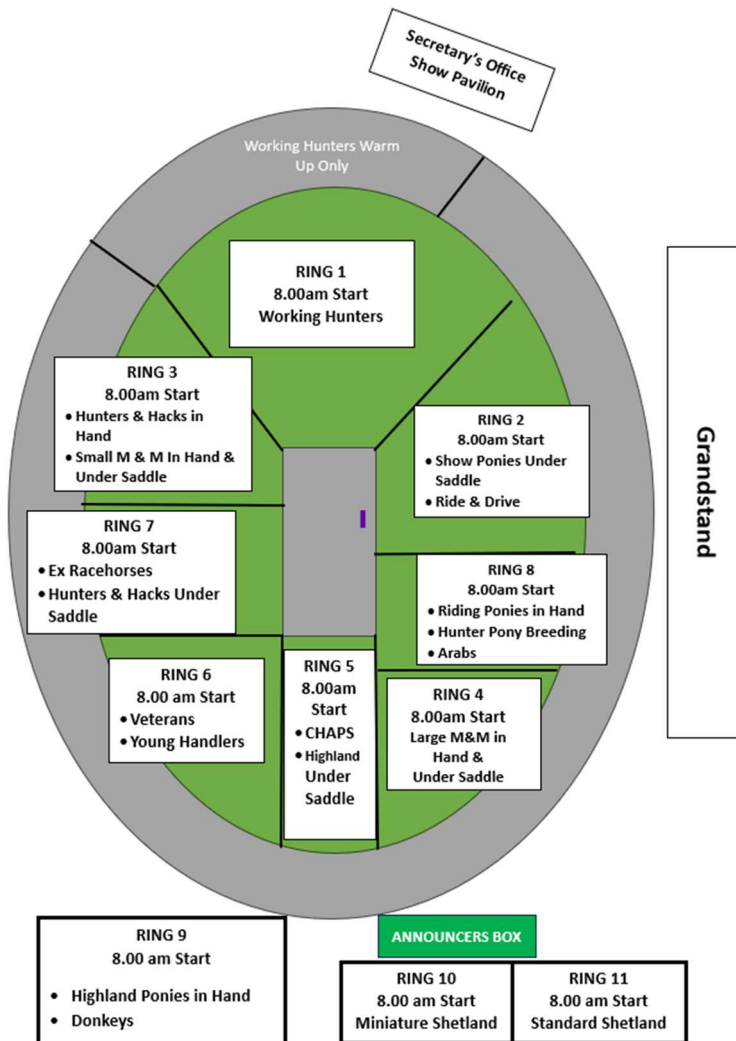 Secretary's Office
Show Pavilion
Working Hunters Warm
Up Only
RING 1
8.00am Start
Working Hunters
RING 3
8.00am Start
• Hunters & Hacks in
Hand
• Small M & M In Hand &
Under Saddle
RING 2
8.00am Start
• Show Ponies Under
Saddle
• Ride & Drive
Grandstand
RING 7
8.00am Start
• Ex Racehorses
• Hunters & Hacks Under
Saddle
RING 8
8.00am Start
• Riding Ponies in Hand
• Hunter Pony Breeding
• Arabs
RING 6
8.00 am Start
• Veterans
• Young Handlers
RING 5
8.00am
Start
• CHAPS
• Highland
Under
Saddle
RING 4
8.00am Start
Large M&M in
Hand &
Under Saddle
RING 9
8.00 am Start
• Highland Ponies in Hand
• Donkeys
ANNOUNCERS BOX
RING 10
8.00 am Start
Miniature Shetland
RING 11
8.00 am Start
Standard Shetland